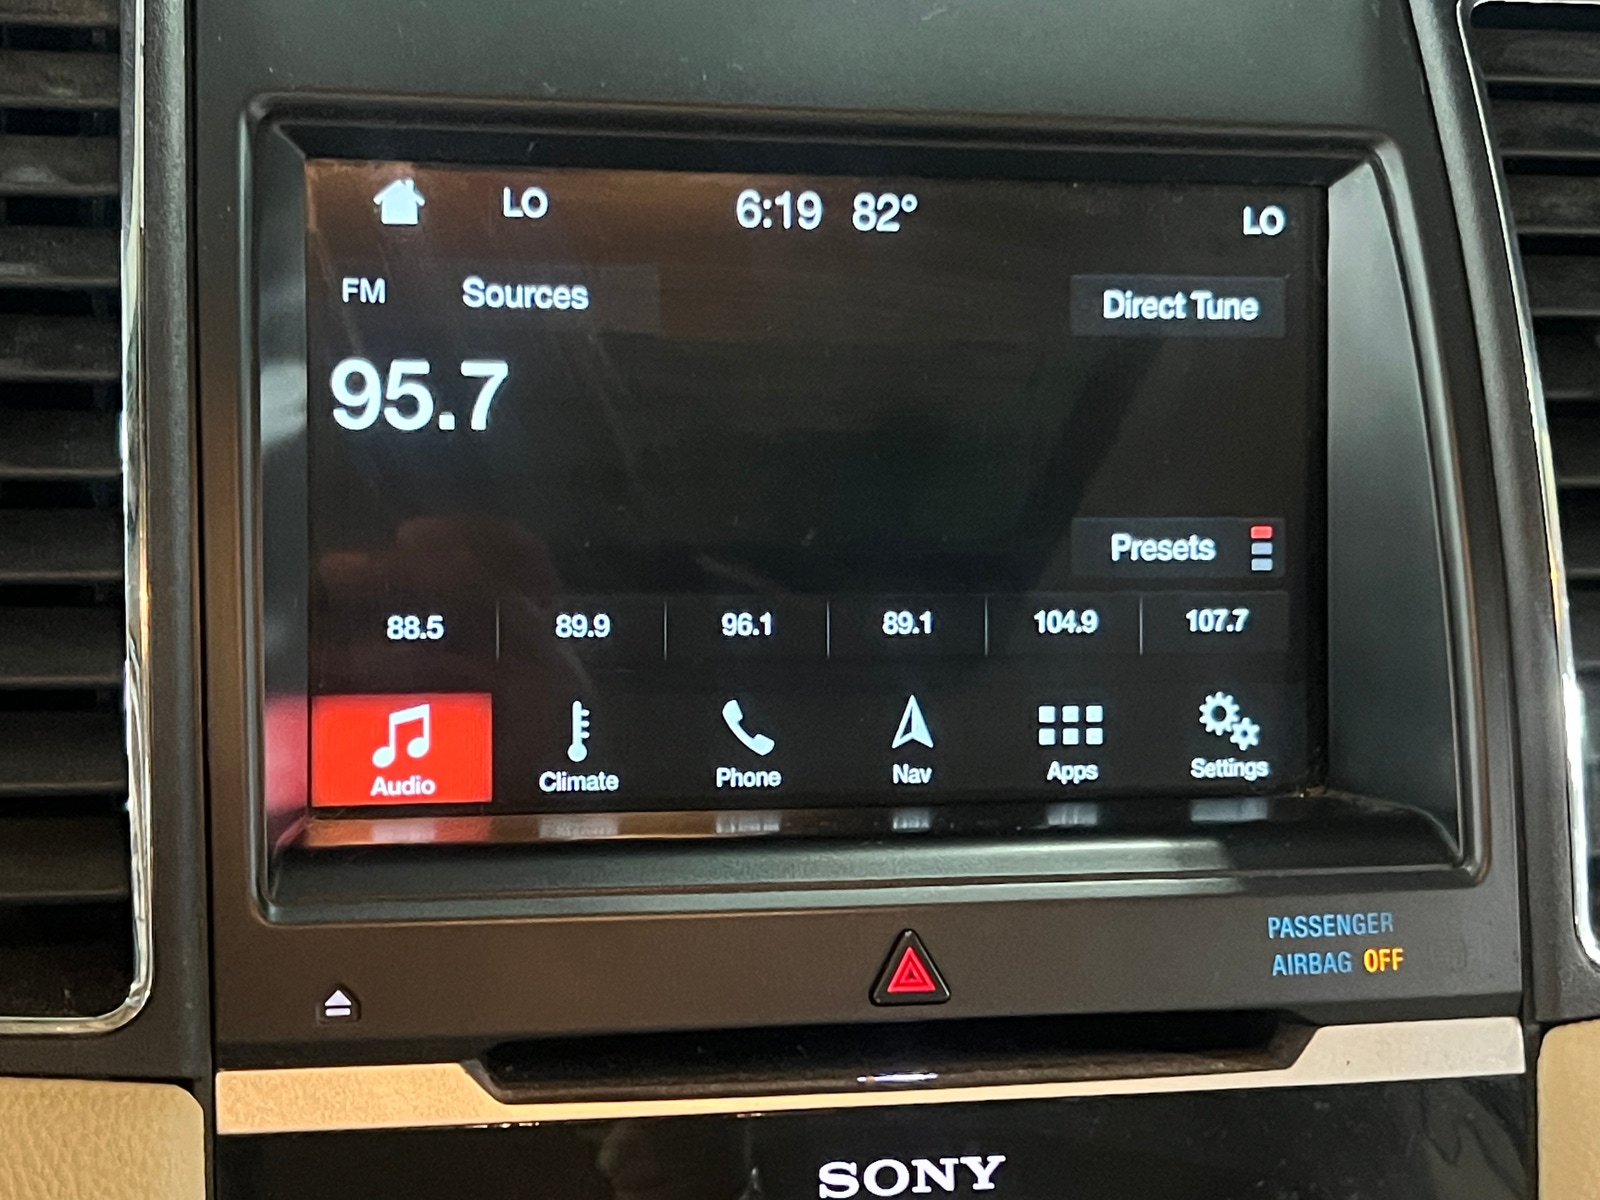 LO 6:19 82° LO
FM Sources Direct Tune
95.7
Presets
88.5 89.9 96.1 89.1 104.9 107.7
Audio Climate Phone Nav Apps Settings
PASSENGER
AIRBAG OFF
SONY